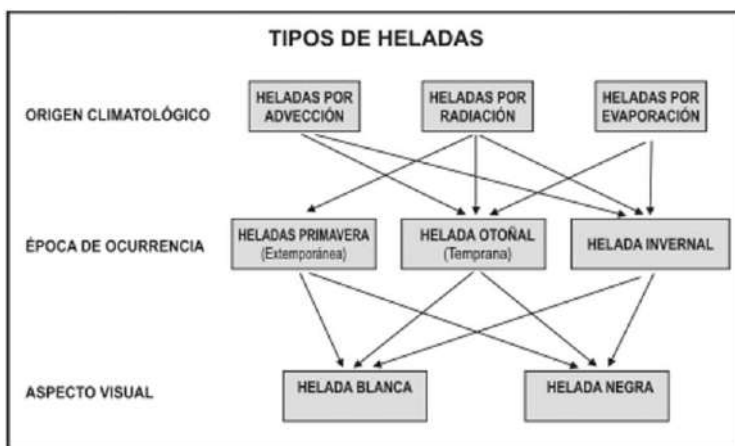 TIPOS DE HELADAS
ORIGEN CLIMATOLÓGICO
HELADAS POR
ADVECCIÓN
HELADAS POR
RADIACIÓN
HELADAS POR
EVAPORACIÓN
ÉPOCA DE OCURRENCIA
HELADAS PRIMAVERA
(Extemporánea)
HELADA OTOÑAL
(Temprana)
HELADA INVERNAL
ASPECTO VISUAL
HELADA BLANCA
HELADA NEGRA